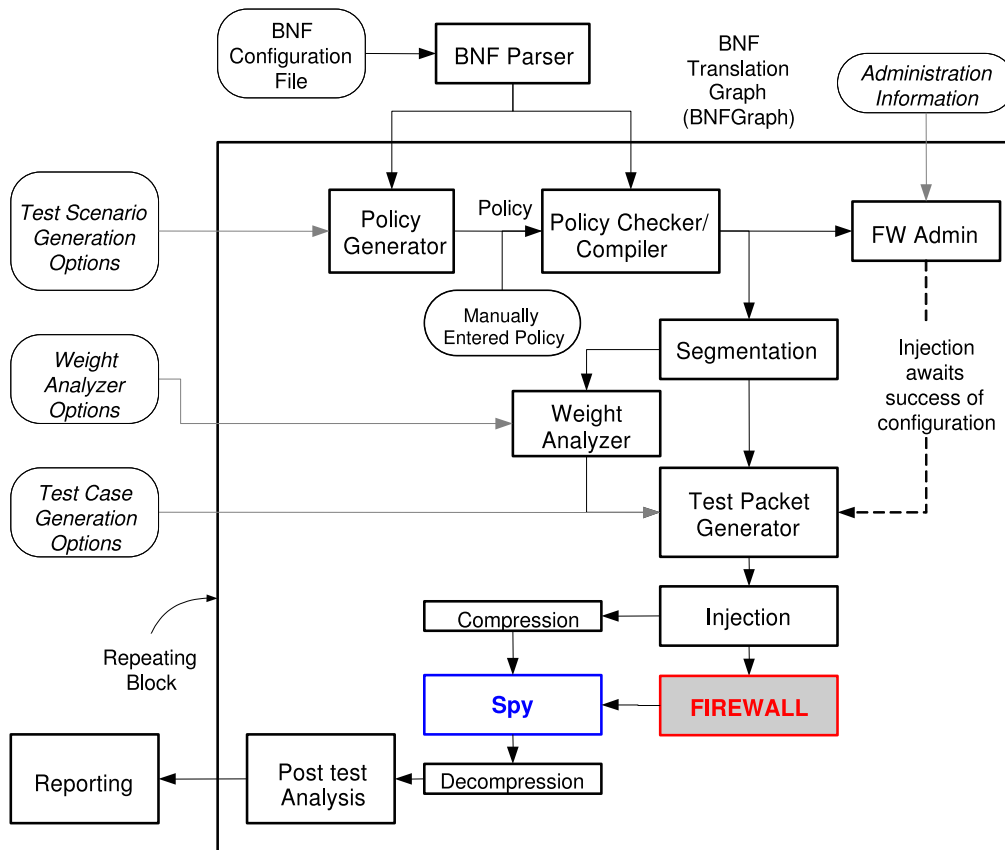 BNF
Configuration
File
BNF Parser
BNF
Translation
Graph
(BNFGraph)
Administration
Information
Test Scenario
Generation
Options
Policy
Generator
Policy
Policy Checker/
Compiler
FW Admin
Manually
Entered Policy
Segmentation
Weight
Analyzer
Options
Weight
Analyzer
Injection
awaits
success of
configuration
Test Case
Generation
Options
Test Packet
Generator
Injection
Compression
Repeating
Block
Spy
FIREWALL
Decompression
Post test
Analysis
Reporting